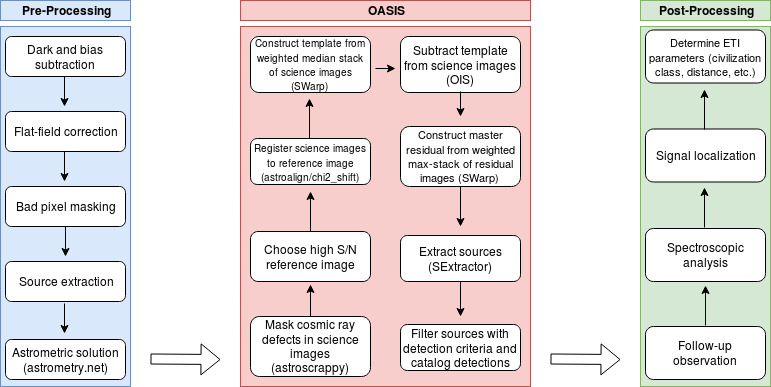 Pre-Processing
Dark and bias
subtraction
Flat-field correction
Bad pixel masking
Source extraction
Astrometric solution
(astrometry.net)
OASIS
Mask cosmic ray
defects in science
images
(astroscrappy)
Choose high S/N
reference image
Register science images
to reference image
(astroalign/chi2_shift)
Construct template from
weighted median stack
of science images
(SWarp)
Subtract template
from science images
(OIS)
Construct master
residual from weighted
max-stack of residual
images (SWarp)
Extract sources
(SExtractor)
Filter sources with
detection criteria and
catalog detections
Post-Processing
Follow-up
observation
Spectroscopic
analysis
Signal localization
Determine ETI
parameters (civilization
class, distance, etc.)